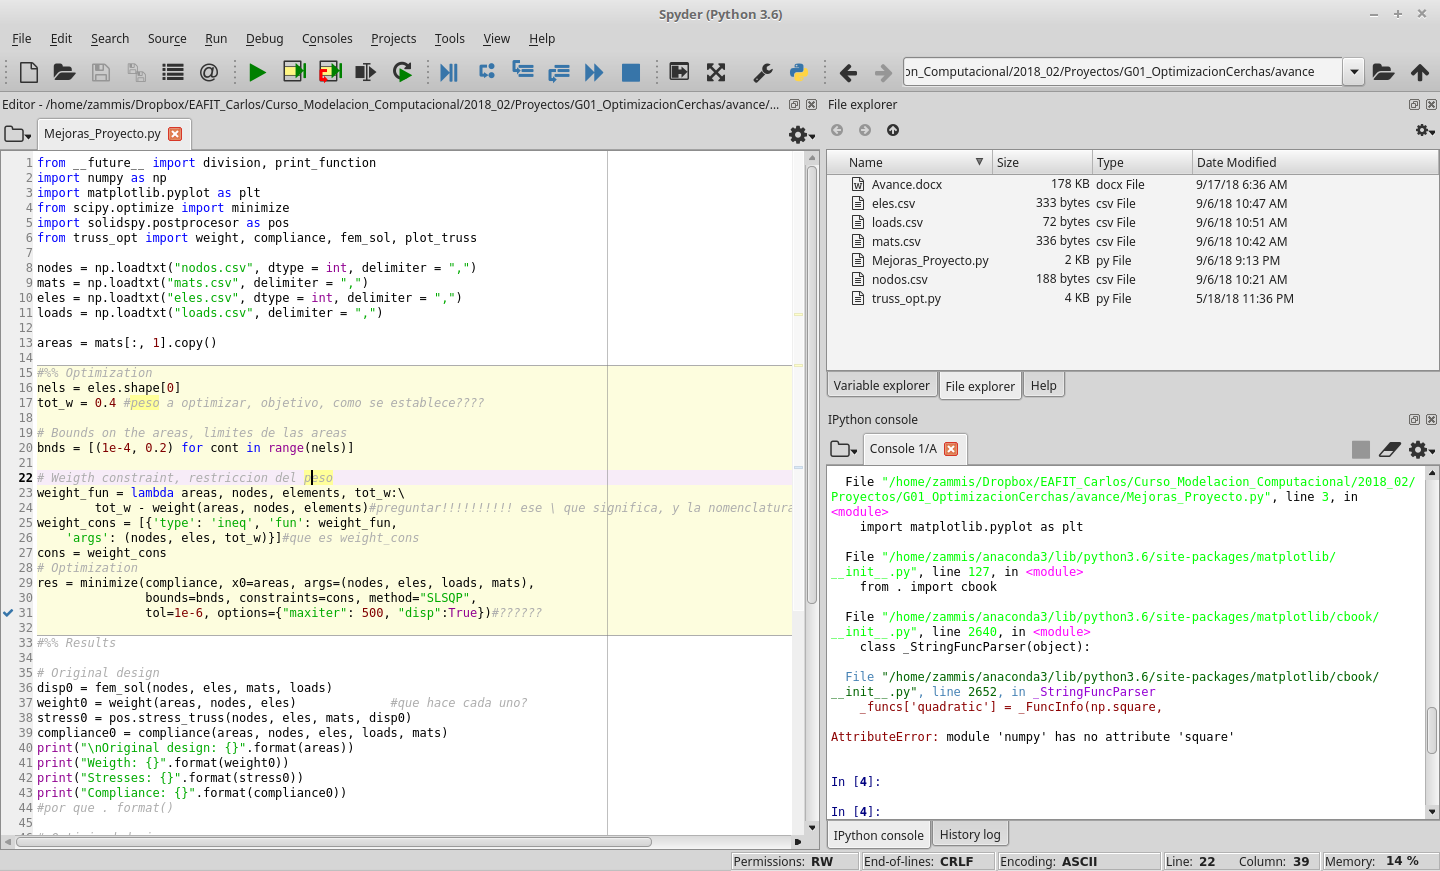 Spyder (Python 3.6)
File Edit Search Source Run Debug Consoles Projects Tools View Help
on_Computacional/2018_02/Proyectos/G01_OptimizacionCerchas/avance
Editor - /home/zammis/Dropbox/EAFIT_Carlos/Curso_Modelacion_Computacional/2018_02/Proyectos/G01_OptimizacionCerchas/avance/...
Mejoras_Proyecto.py
1 from __future__ import division, print_function
2 import numpy as np
3 import matplotlib.pyplot as plt
4 from scipy.optimize import minimize
5 import solidspy.postprocesor as pos
6 from truss_opt import weight, compliance, fem_sol, plot_truss
7
8 nodes = np.loadtxt("nodos.csv", dtype = int, delimiter = ",")
9 mats = np.loadtxt("mats.csv", delimiter = ",")
10 eles = np.loadtxt("eles.csv", dtype = int, delimiter = ",")
11 loads = np.loadtxt("loads.csv", delimiter = ",")
12
13 areas = mats[:, 1].copy()
14
15 #%% Optimization
16 nels = eles.shape[0]
17 tot_w = 0.4 #peso a optimizar, objetivo, como se establece????
18
19 # Bounds on the areas, limites de las areas
20 bnds = [(1e-4, 0.2) for cont in range(nels)]
21
22 # Weigth constraint, restriccion del peso
23 weight_fun = lambda areas, nodes, elements, tot_w:\
24 tot_w - weight(areas, nodes, elements)#preguntar!!!!!!!!!! ese \ que significa, y la nomenclatura
25 weight_cons = [{'type': 'ineq', 'fun': weight_fun,
26 'args': (nodes, eles, tot_w)}]#que es weight_cons
27 cons = weight_cons
28 # Optimization
29 res = minimize(compliance, x0=areas, args=(nodes, eles, loads, mats),
30 bounds=bnds, constraints=cons, method="SLSQP",
31 tol=1e-6, options={"maxiter": 500, "disp":True})#??????
32
33 #%% Results
34
35 # Original design
36 disp0 = fem_sol(nodes, eles, mats, loads)
37 weight0 = weight(areas, nodes, eles) #que hace cada uno?
38 stress0 = pos.stress_truss(nodes, eles, mats, disp0)
39 compliance0 = compliance(areas, nodes, eles, loads, mats)
40 print("\nOriginal design: {}".format(areas))
41 print("Weigth: {}".format(weight0))
42 print("Stresses: {}".format(stress0))
43 print("Compliance: {}".format(compliance0))
44 #por que . format()
45
File explorer
Name Size Type Date Modified
Avance.docx 178 KB docx File 9/17/18 6:36 AM
eles.csv 333 bytes csv File 9/6/18 10:47 AM
loads.csv 72 bytes csv File 9/6/18 10:51 AM
mats.csv 336 bytes csv File 9/6/18 10:42 AM
Mejoras_Proyecto.py 2 KB py File 9/6/18 9:13 PM
nodos.csv 188 bytes csv File 9/6/18 10:21 AM
truss_opt.py 4 KB py File 5/18/18 11:36 PM
Variable explorer File explorer Help
IPython console
Console 1/A
File "/home/zammis/Dropbox/EAFIT_Carlos/Curso_Modelacion_Computacional/2018_02/
Proyectos/G01_OptimizacionCerchas/avance/Mejoras_Proyecto.py", line 3, in
<module>
import matplotlib.pyplot as plt
File "/home/zammis/anaconda3/lib/python3.6/site-packages/matplotlib/
__init__.py", line 127, in <module>
from . import cbook
File "/home/zammis/anaconda3/lib/python3.6/site-packages/matplotlib/cbook/
__init__.py", line 2640, in <module>
class _StringFuncParser(object):
File "/home/zammis/anaconda3/lib/python3.6/site-packages/matplotlib/cbook/
__init__.py", line 2652, in _StringFuncParser
_funcs['quadratic'] = _FuncInfo(np.square,
AttributeError: module 'numpy' has no attribute 'square'
In [4]:
In [4]:
IPython console History log
Permissions: RW End-of-lines: CRLF Encoding: ASCII Line: 22 Column: 39 Memory: 14 %